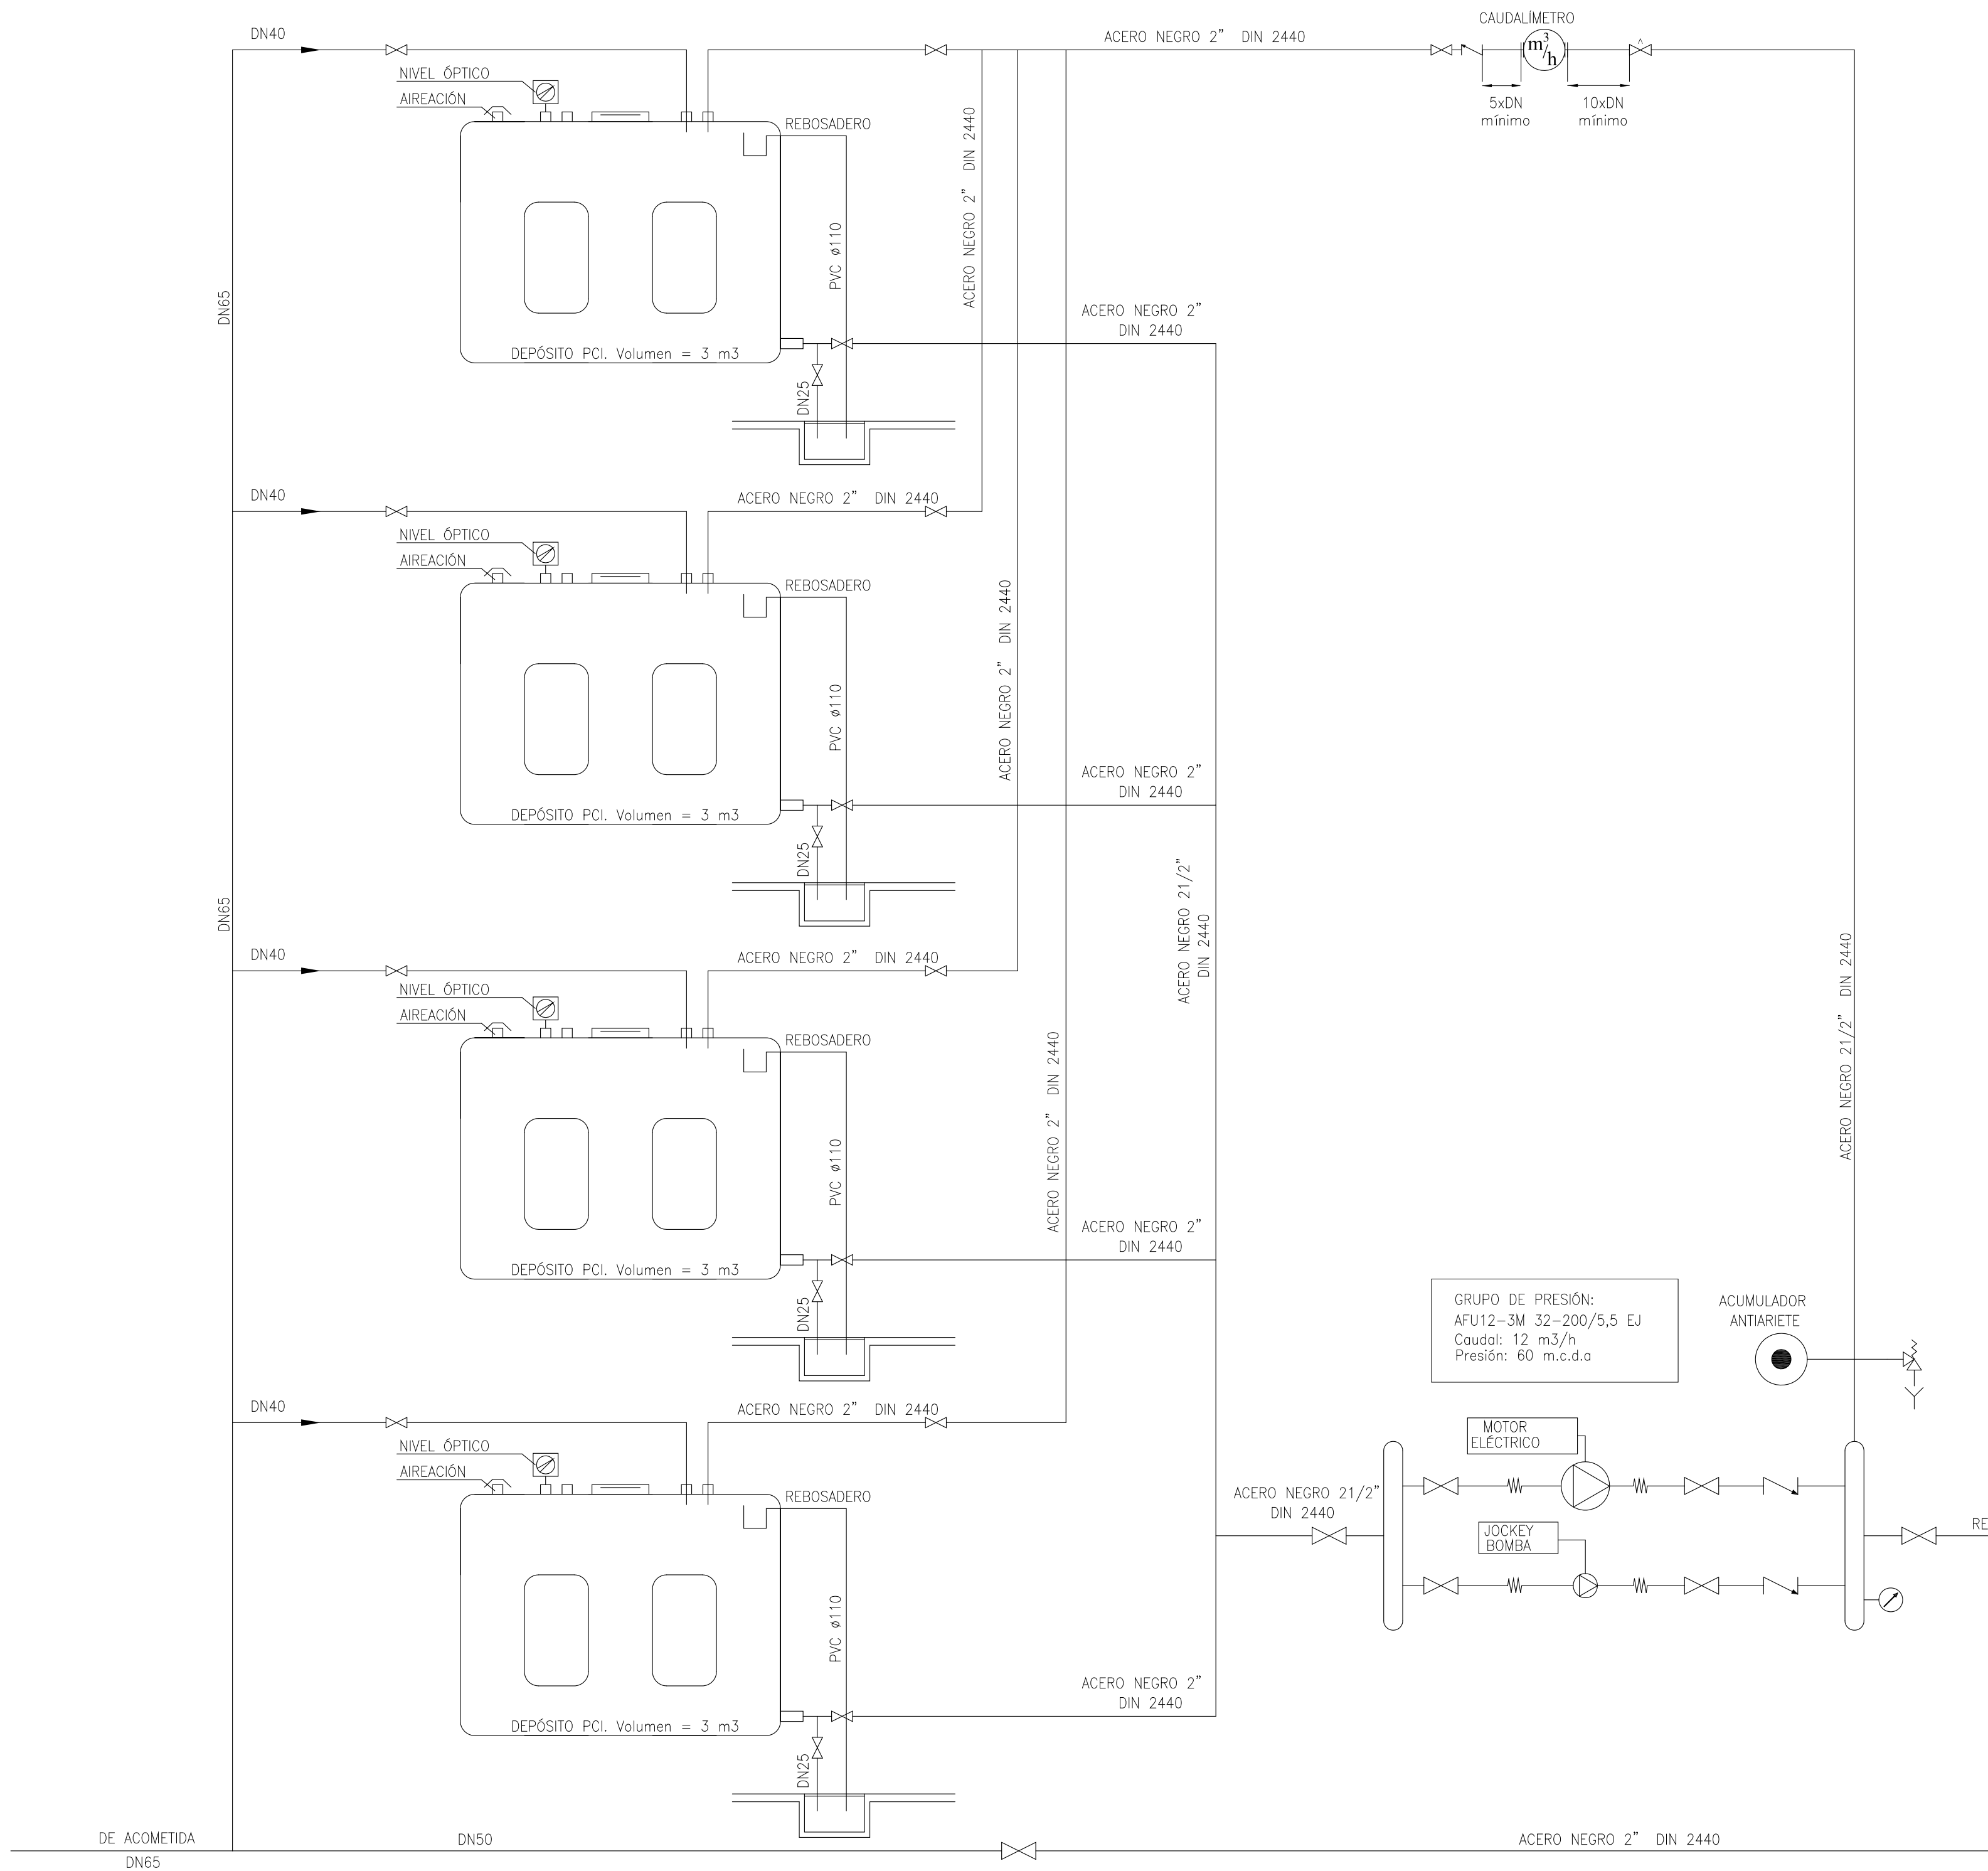 CAUDALÍMETRO
DN40
ACERO NEGRO 2" DIN 2440
m3/h
NIVEL ÓPTICO
AIREACIÓN
5xDN
mínimo
10xDN
mínimo
REBOSADERO
ACERO NEGRO 2" DIN 2440
PVC ø110
DN65
ACERO NEGRO 2"
DIN 2440
DEPÓSITO PCI. Volumen = 3 m3
DN25
DN40
ACERO NEGRO 2" DIN 2440
NIVEL ÓPTICO
AIREACIÓN
REBOSADERO
ACERO NEGRO 2" DIN 2440
PVC ø110
ACERO NEGRO 2"
DIN 2440
DEPÓSITO PCI. Volumen = 3 m3
DN25
DN65
ACERO NEGRO 21/2"
DIN 2440
ACERO NEGRO 21/2" DIN 2440
DN40
ACERO NEGRO 2" DIN 2440
NIVEL ÓPTICO
AIREACIÓN
REBOSADERO
ACERO NEGRO 2" DIN 2440
PVC ø110
ACERO NEGRO 2"
DIN 2440
DEPÓSITO PCI. Volumen = 3 m3
DN25
GRUPO DE PRESIÓN:
AFU12-3M 32-200/5,5 EJ
Caudal: 12 m3/h
Presión: 60 m.c.d.a
ACUMULADOR
ANTIARIETE
DN40
ACERO NEGRO 2" DIN 2440
NIVEL ÓPTICO
AIREACIÓN
REBOSADERO
MOTOR
ELÉCTRICO
ACERO NEGRO 21/2"
DIN 2440
JOCKEY
BOMBA
RE
PVC ø110
ACERO NEGRO 2"
DIN 2440
DEPÓSITO PCI. Volumen = 3 m3
DN25
DE ACOMETIDA
DN65
DN50
ACERO NEGRO 2" DIN 2440